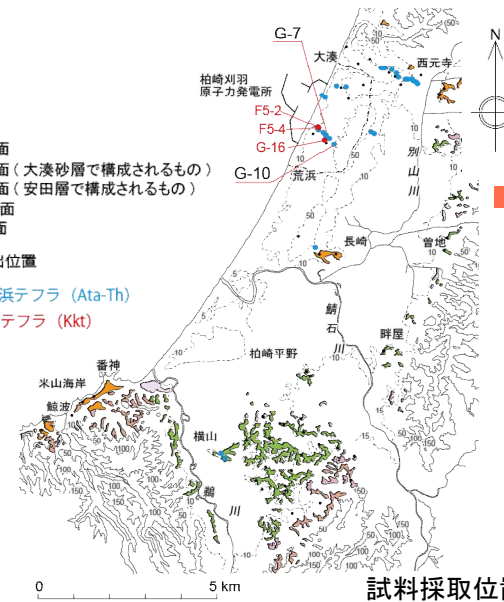 G-7
大湊
西元寺
N
柏崎刈羽
原子力発電所
F5-2
F5-4
G-16
G-10
荒浜
別山川
面
面(大湊砂層で構成されるもの)
面(安田層で構成されるもの)
面
面
出位置
浜テフラ(Ata-Th)
テフラ(Kkt)
長崎
曽地
鯖石川
畔屋
柏崎平野
番神
米山海岸
鯨波
横山
鵜川
0 5 km
試料採取位置